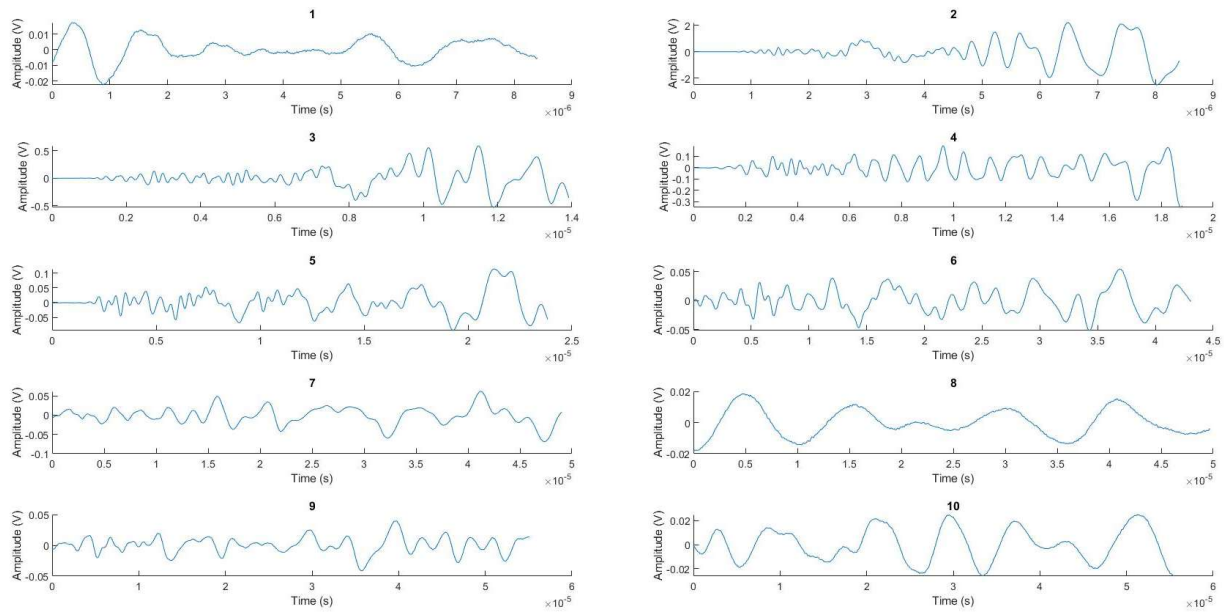 1
Amplitude (V)
0.01
0
-0.01
-0.02
0 1 2 3 4 5 6 7 8 9
Time (s)
×10⁻⁶
2
Amplitude (V)
2
0
-2
0 1 2 3 4 5 6 7 8 9
Time (s)
×10⁻⁶
3
Amplitude (V)
0.5
0
-0.5
0 0.2 0.4 0.6 0.8 1 1.2 1.4
Time (s)
×10⁻⁵
4
Amplitude (V)
0.1
0
-0.1
-0.2
-0.3
0 0.2 0.4 0.6 0.8 1 1.2 1.4 1.6 1.8 2
Time (s)
×10⁻⁵
5
Amplitude (V)
0.1
0.05
0
-0.05
0.5 1 1.5 2 2.5
Time (s)
×10⁻⁵
6
Amplitude (V)
0.05
0
-0.05
0 0.5 1 1.5 2 2.5 3 3.5 4 4.5
Time (s)
×10⁻⁵
7
Amplitude (V)
0.05
0
-0.05
-0.1
0 0.5 1 1.5 2 2.5 3 3.5 4 4.5 5
Time (s)
×10⁻⁵
8
Amplitude (V)
0.02
0
-0.02
0 0.5 1 1.5 2 2.5 3 3.5 4 4.5 5
Time (s)
×10⁻⁵
9
Amplitude (V)
0.05
0
-0.05
0 1 2 3 4 5 6
Time (s)
×10⁻⁵
10
Amplitude (V)
0.02
0
-0.02
0 1 2 3 4 5 6
Time (s)
×10⁻⁵